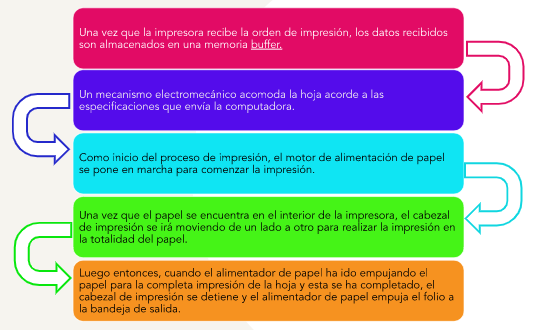 Una vez que la impresora recibe la orden de impresión, los datos recibidos
son almacenados en una memoria buffer.
Un mecanismo electromecánico acomoda la hoja acorde a las
especificaciones que envía la computadora.
Como inicio del proceso de impresión, el motor de alimentación de papel
se pone en marcha para comenzar la impresión.
Una vez que el papel se encuentra en el interior de la impresora, el cabezal
de impresión se irá moviendo de un lado a otro para realizar la impresión en
la totalidad del papel.
Luego entonces, cuando el alimentador de papel ha ido empujando el
papel para la completa impresión de la hoja y esta se ha completado, el
cabezal de impresión se detiene y el alimentador de papel empuja el folio a
la bandeja de salida.